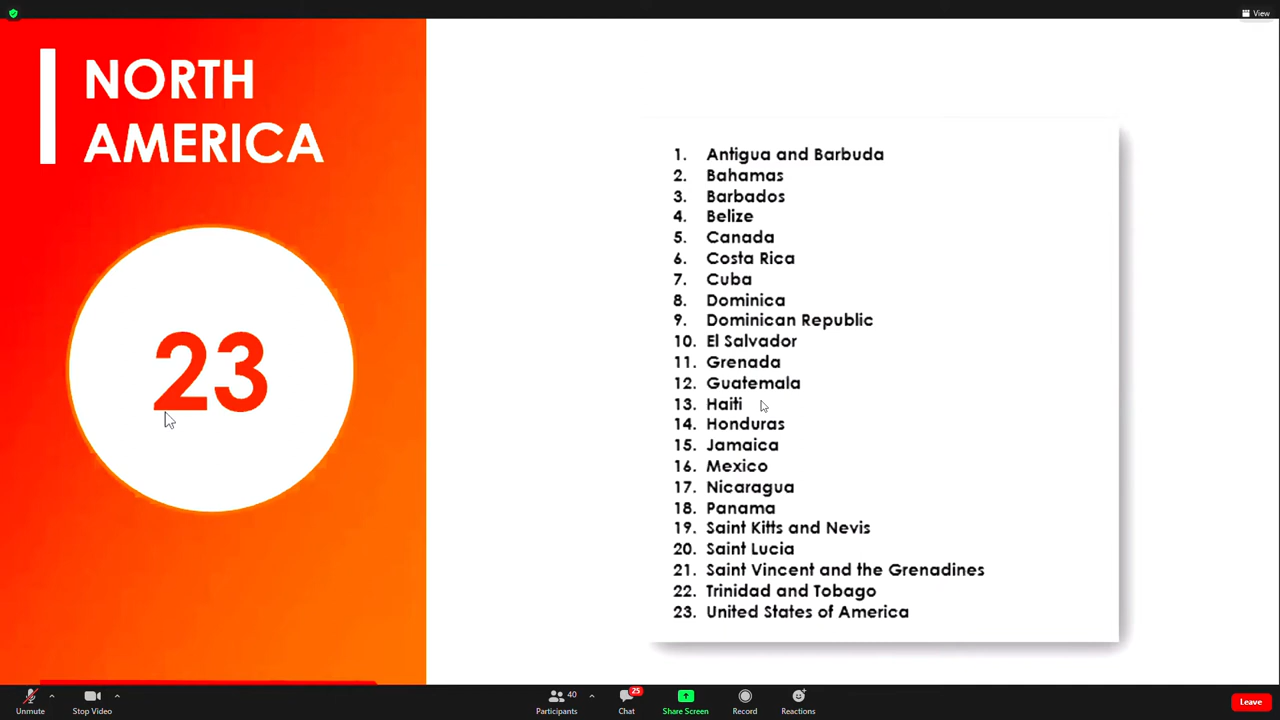 View
NORTH
AMERICA
23
1. Antigua and Barbuda
2. Bahamas
3. Barbados
4. Belize
5. Canada
6. Costa Rica
7. Cuba
8. Dominica
9. Dominican Republic
10. El Salvador
11. Grenada
12. Guatemala
13. Haiti
14. Honduras
15. Jamaica
16. Mexico
17. Nicaragua
18. Panama
19. Saint Kitts and Nevis
20. Saint Lucia
21. Saint Vincent and the Grenadines
22. Trinidad and Tobago
23. United States of America
Unmute
Stop Video
40
Participants
25
Chat
Share Screen
Record
Reactions
Leave